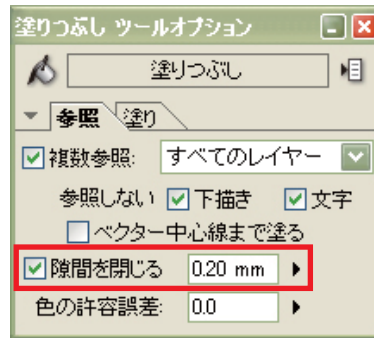 塗りつぶし ツールオプション
塗りつぶし
参照 塗り
複数参照: すべてのレイヤー
参照しない 下描き 文字
ベクター中心線まで塗る
隙間を閉じる 0.20 mm
色の許容誤差: 0.0